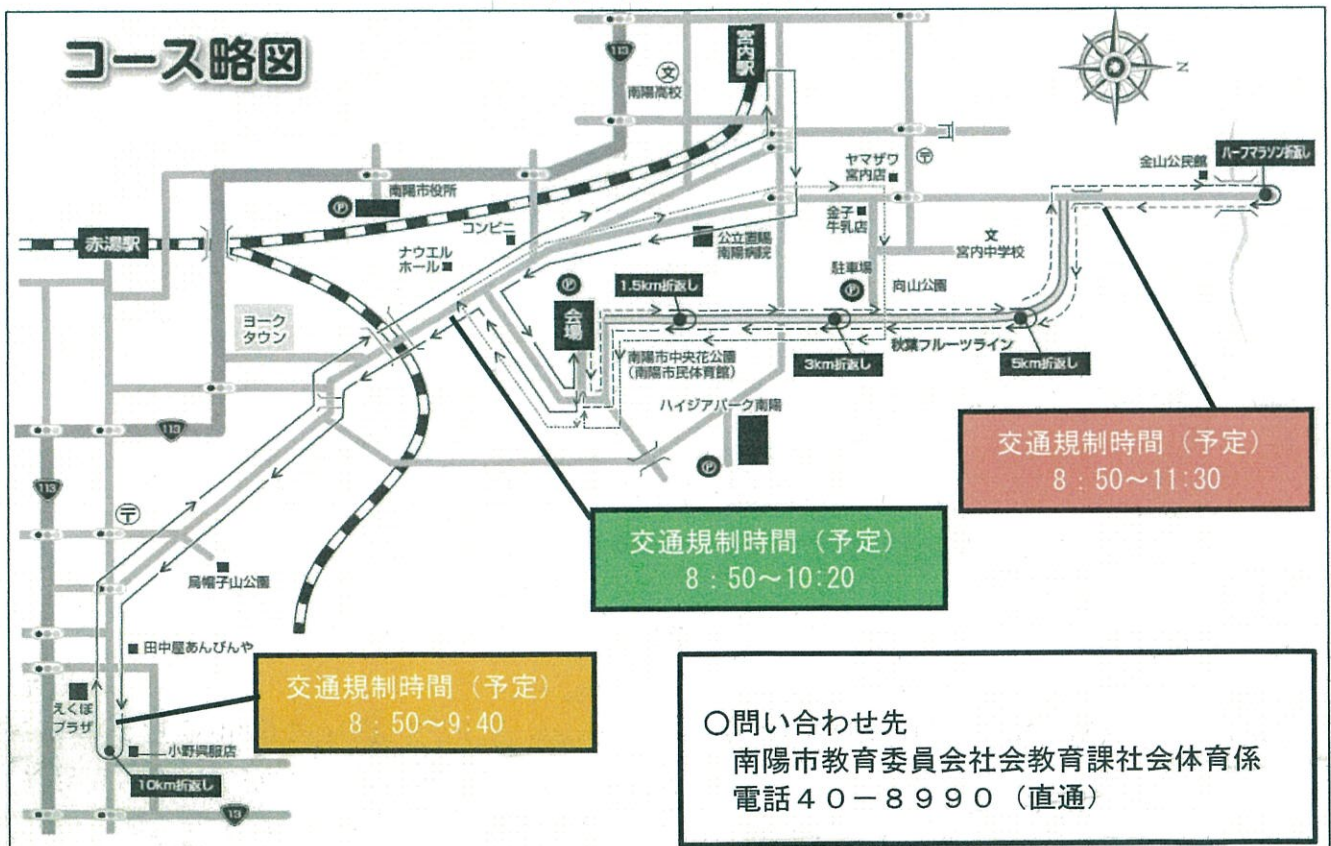 コース略図
113
宮内駅
文
南陽高校
N
ヤマザワ
宮内店
〒
金山公民館
ハーフマラソン折返し
南陽市役所
P
コンビニ
金子
牛乳店
文
宮内中学校
赤湯駅
ナウエル
ホール
公立置賜
南陽病院
駐車場
P
向山公園
P
会場
1.5km折返し
ヨーク
タウン
南陽市中央花公園
(南陽市民体育館)
3km折返し
秋葉フルーツライン
5km折返し
ハイジアパーク南陽
P
113
113
〒
烏帽子山公園
交通規制時間(予定)
8:50~11:30
交通規制時間(予定)
8:50~10:20
田中屋あんびんや
えくぼ
プラザ
交通規制時間(予定)
8:50~9:40
小野呉服店
10km折返し
13
○問い合わせ先
南陽市教育委員会社会教育課社会体育係
電話40-8990(直通)